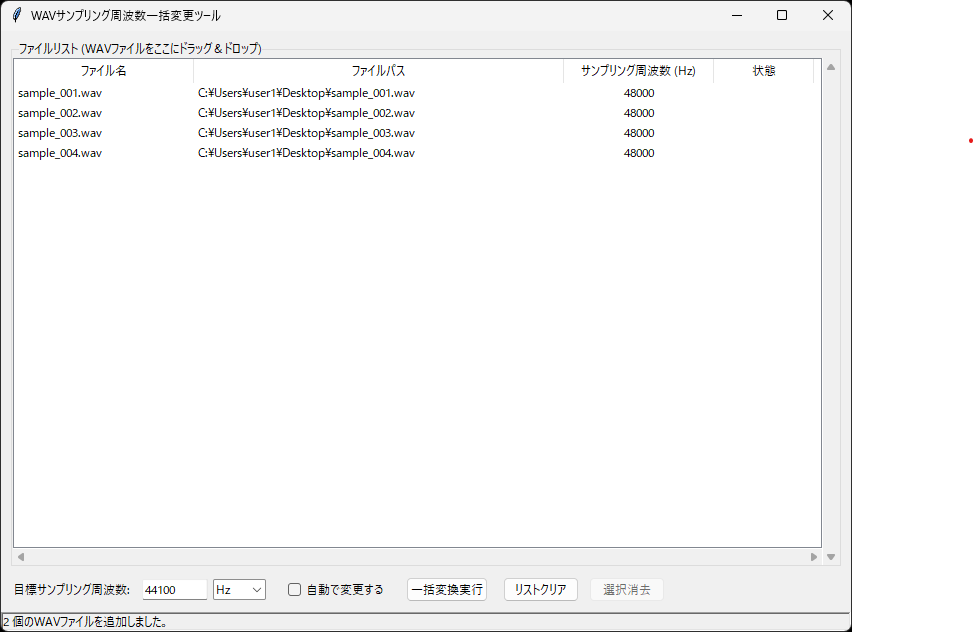 WAVサンプリング周波数一括変更ツール
ファイルリスト (WAVファイルをここにドラッグ＆ドロップ)
ファイル名 ファイルパス サンプリング周波数 (Hz) 状態
sample_001.wav C:¥Users¥user1¥Desktop¥sample_001.wav 48000
sample_002.wav C:¥Users¥user1¥Desktop¥sample_002.wav 48000
sample_003.wav C:¥Users¥user1¥Desktop¥sample_003.wav 48000
sample_004.wav C:¥Users¥user1¥Desktop¥sample_004.wav 48000
目標サンプリング周波数: 44100 Hz 自動で変更する 一括変換実行 リストクリア 選択消去
2 個のWAVファイルを追加しました。